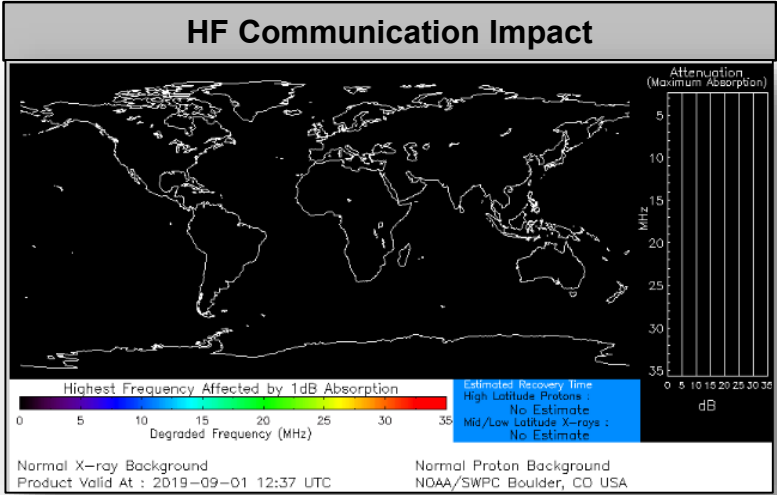 HF Communication Impact
Attenuation
(Maximum Absorption)
5
10
15
20
25
30
35
MHz
0 5 10 15 20 25 30 35
dB
Highest Frequency Affected by 1dB Absorption
0 5 10 15 20 25 30 35
Degraded Frequency (MHz)
Estimated Recovery Time
High Latitude Protons :
No Estimate
Mid/Low Latitude X-rays :
No Estimate
Normal X-ray Background
Normal Proton Background
Product Valid At : 2019-09-01 12:37 UTC
NOAA/SWPC Boulder, CO USA